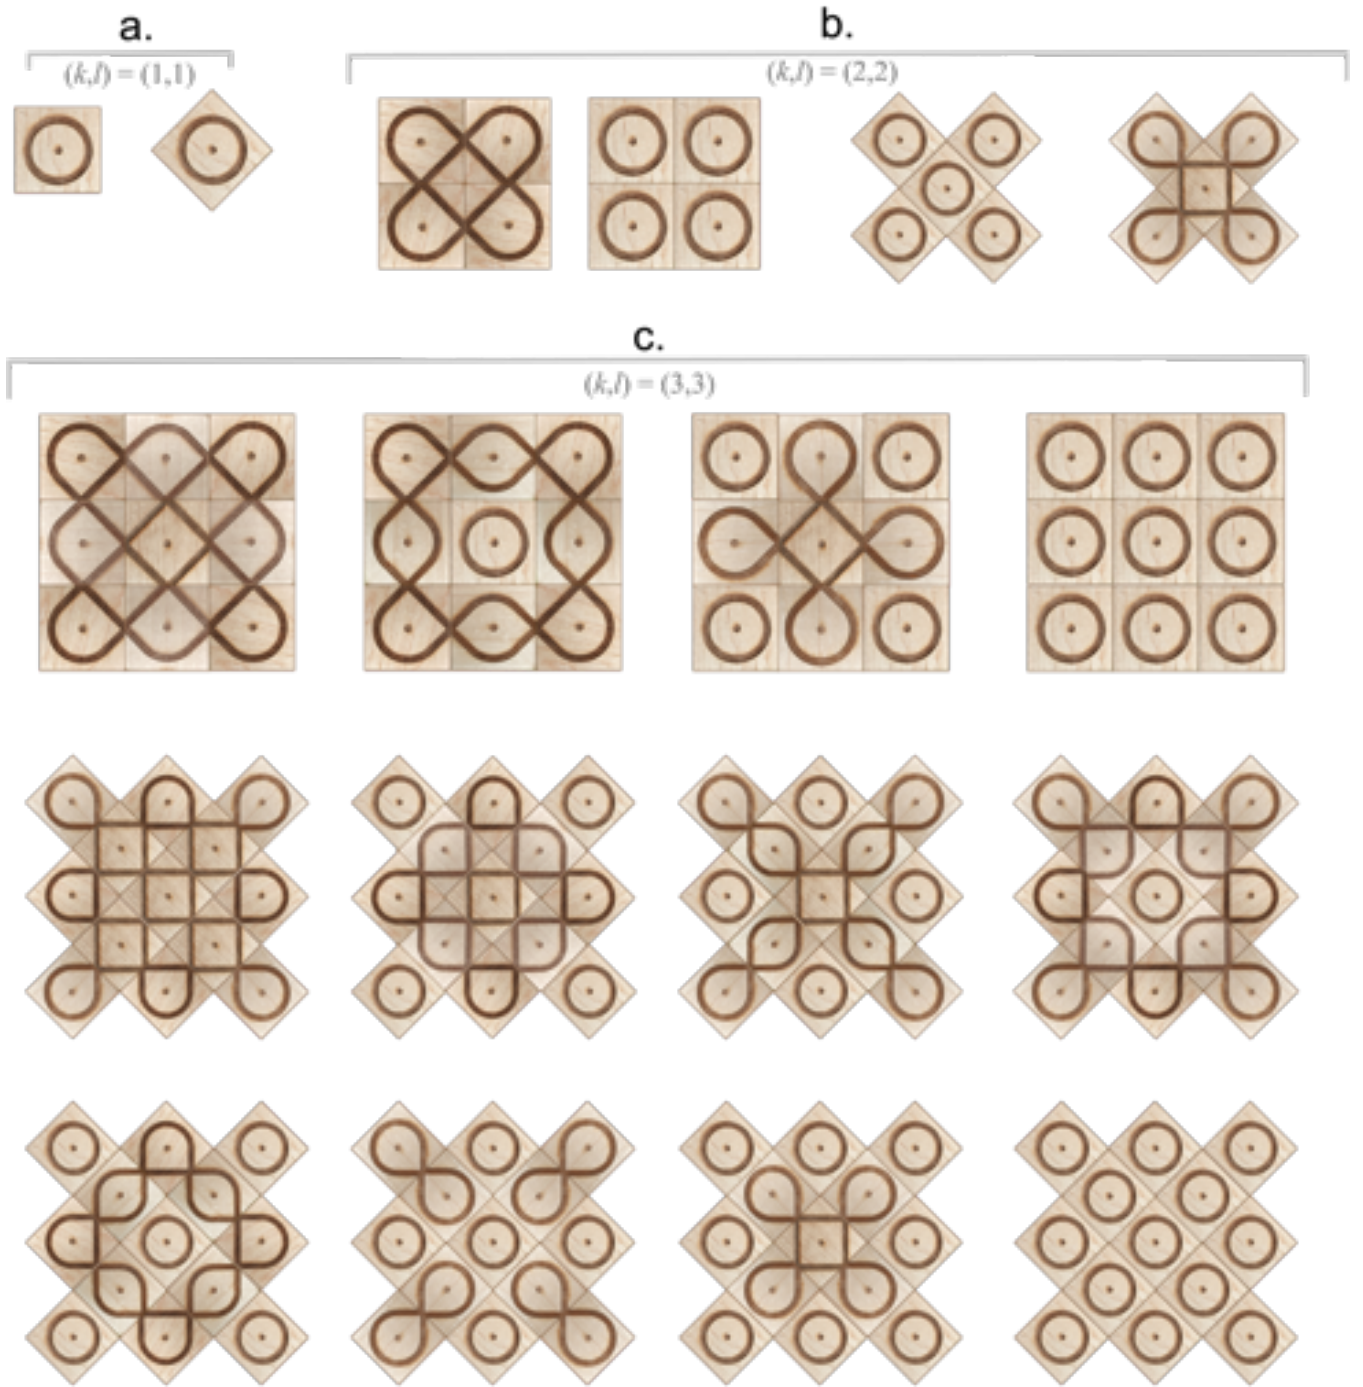 a.
(k,l) = (1,1)
b.
(k,l) = (2,2)
c.
(k,l) = (3,3)